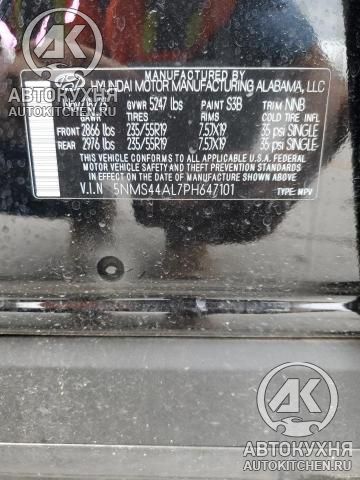 АВТОКУХНЯ
AUTOKITCHEN.RU
MANUFACTURED BY
HYUNDAI MOTOR MANUFACTURING ALABAMA, LLC
GVWR 5247 lbs PAINT S3B TRIM NNB
GAWR TIRES RIMS COLD TIRE INFL
FRONT 2866 lbs 235/55R19 7.5JX19 35 psi SINGLE
REAR 2976 lbs 235/55R19 7.5JX19 35 psi SINGLE
THIS VEHICLE CONFORMS TO ALL APPLICABLE U.S.A. FEDERAL
MOTOR VEHICLE SAFETY AND THEFT PREVENTION STANDARDS
IN EFFECT ON THE DATE OF MANUFACTURE SHOWN ABOVE
V.I.N 5NMS44AL7PH647101 TYPE: MPV
АК
АВТОКУХНЯ
AUTOKITCHEN.RU